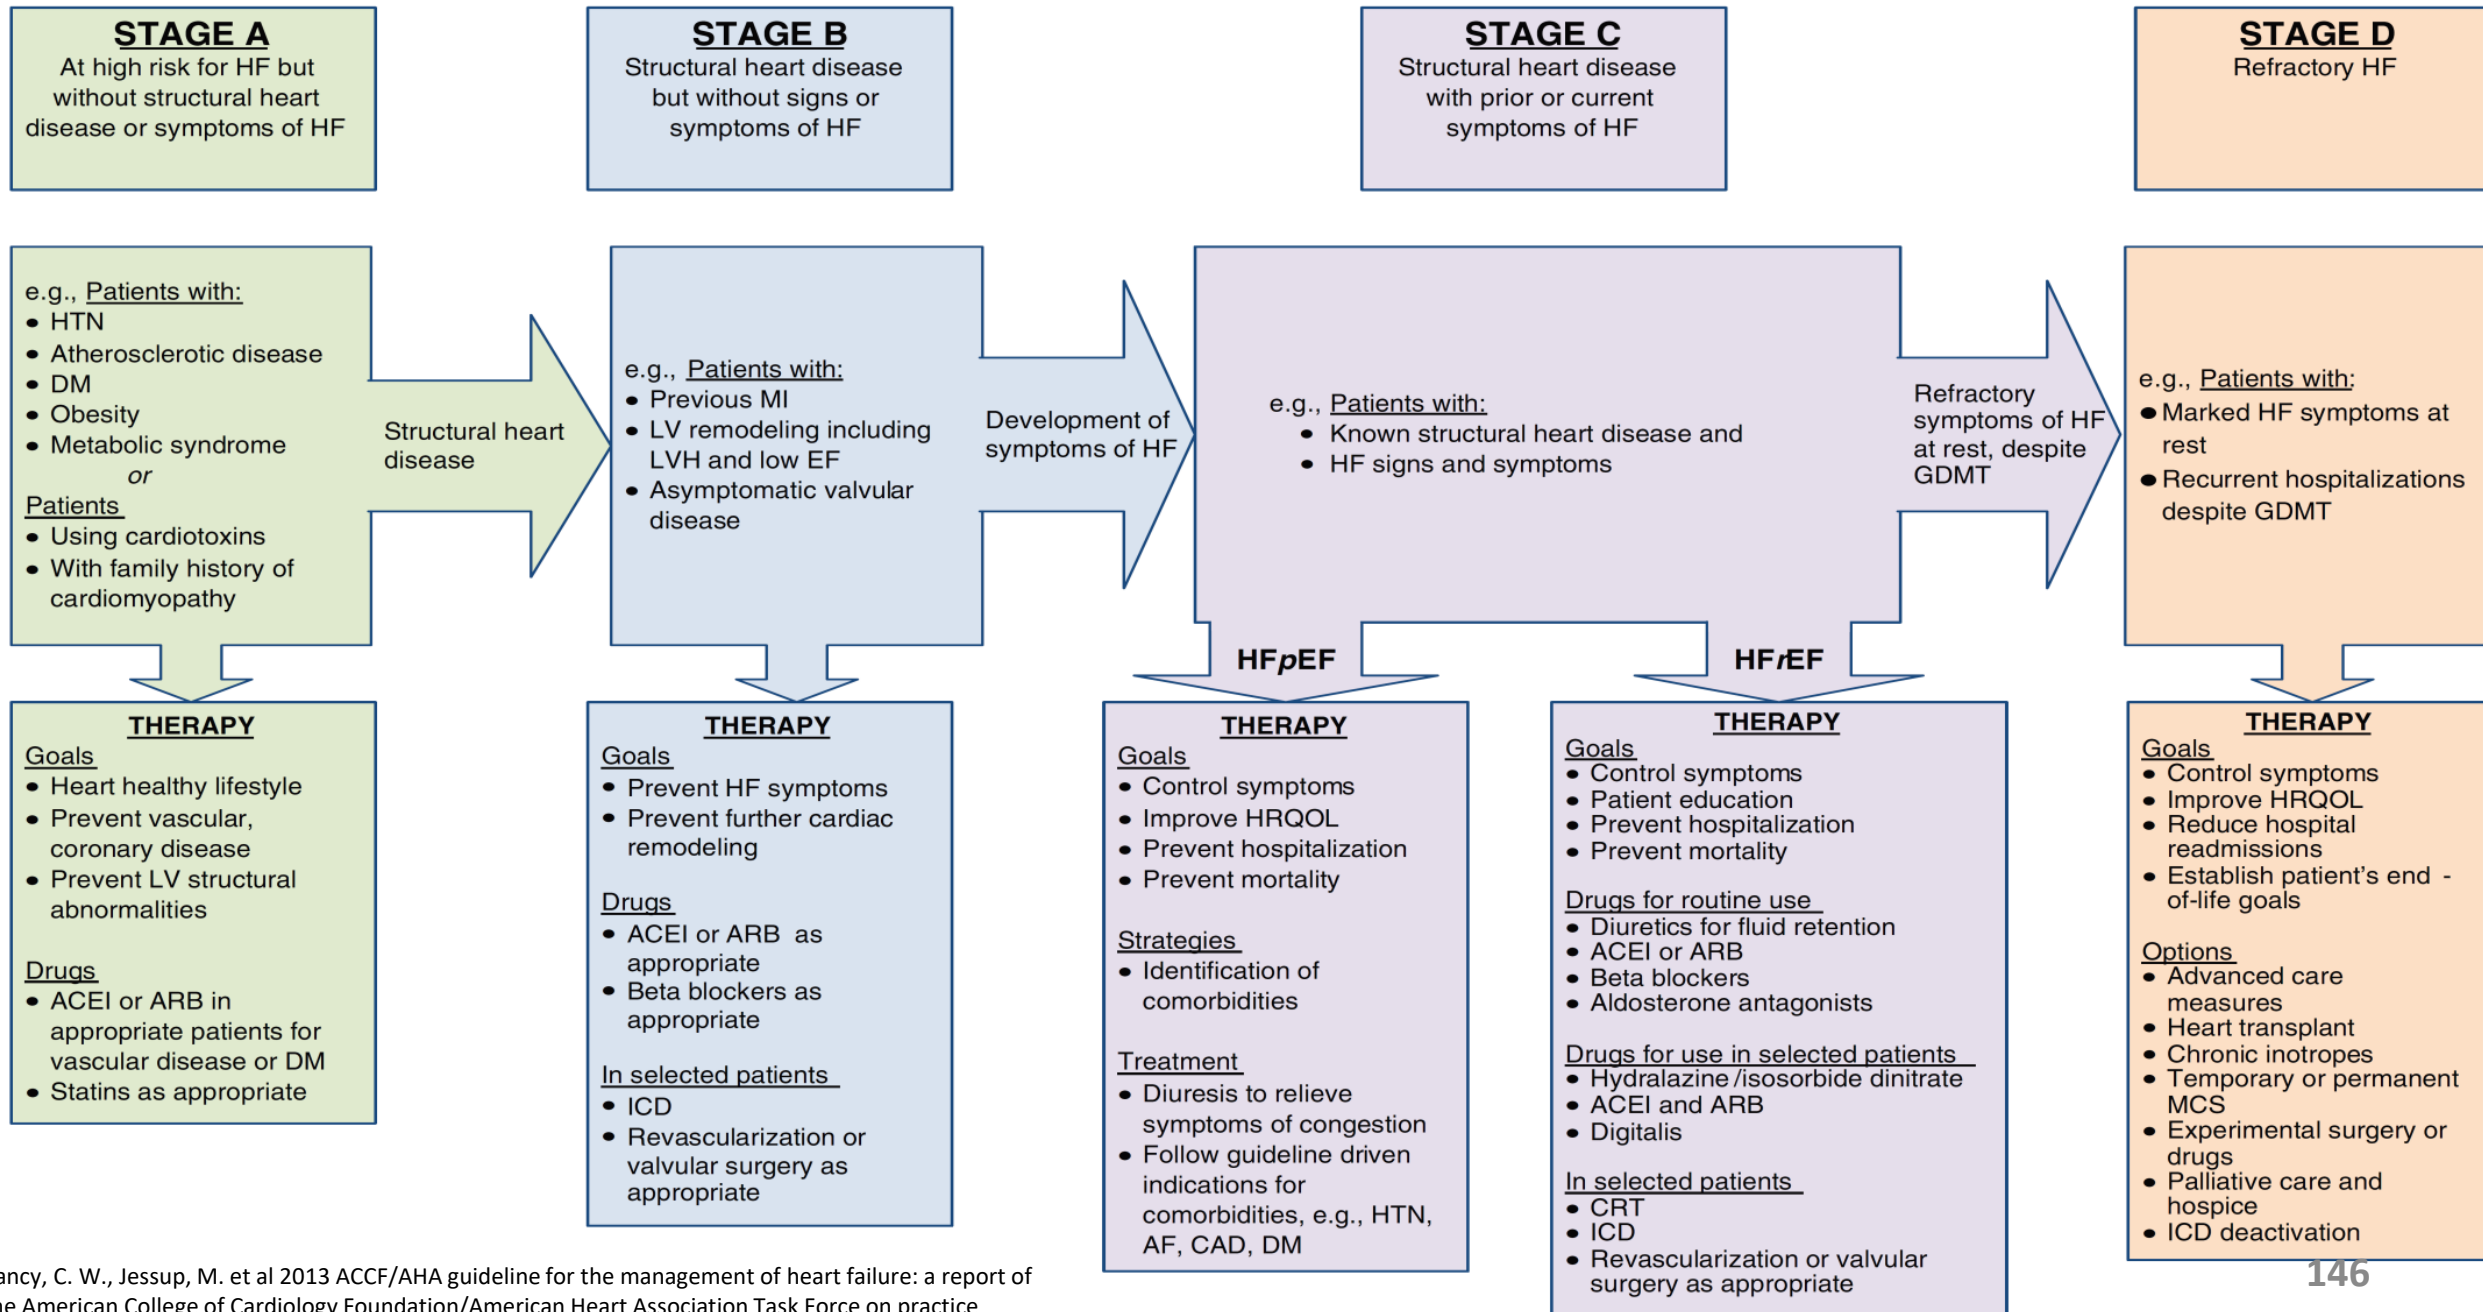 STAGE A
At high risk for HF but
without structural heart
disease or symptoms of HF
STAGE B
Structural heart disease
but without signs or
symptoms of HF
STAGE C
Structural heart disease
with prior or current
symptoms of HF
STAGE D
Refractory HF
e.g., Patients with:
• HTN
• Atherosclerotic disease
• DM
• Obesity
• Metabolic syndrome
or
Patients
• Using cardiotoxins
• With family history of
cardiomyopathy
Structural heart
disease
e.g., Patients with:
• Previous MI
• LV remodeling including
LVH and low EF
• Asymptomatic valvular
disease
Development of
symptoms of HF
e.g., Patients with:
• Known structural heart disease and
• HF signs and symptoms
Refractory
symptoms of HF
at rest, despite
GDMT
e.g., Patients with:
• Marked HF symptoms at
rest
• Recurrent hospitalizations
despite GDMT
HFpEF
HFrEF
THERAPY
Goals
• Heart healthy lifestyle
• Prevent vascular,
coronary disease
• Prevent LV structural
abnormalities
Drugs
• ACEI or ARB in
appropriate patients for
vascular disease or DM
• Statins as appropriate
THERAPY
Goals
• Prevent HF symptoms
• Prevent further cardiac
remodeling
Drugs
• ACEI or ARB as
appropriate
• Beta blockers as
appropriate
In selected patients
• ICD
• Revascularization or
valvular surgery as
appropriate
THERAPY
Goals
• Control symptoms
• Improve HRQOL
• Prevent hospitalization
• Prevent mortality
Strategies
• Identification of
comorbidities
Treatment
• Diuresis to relieve
symptoms of congestion
• Follow guideline driven
indications for
comorbidities, e.g., HTN,
AF, CAD, DM
THERAPY
Goals
• Control symptoms
• Patient education
• Prevent hospitalization
• Prevent mortality
Drugs for routine use
• Diuretics for fluid retention
• ACEI or ARB
• Beta blockers
• Aldosterone antagonists
Drugs for use in selected patients
• Hydralazine/isosorbide dinitrate
• ACEI and ARB
• Digitalis
In selected patients
• CRT
• ICD
• Revascularization or valvular
surgery as appropriate
THERAPY
Goals
• Control symptoms
• Improve HRQOL
• Reduce hospital
readmissions
• Establish patient's end -
of-life goals
Options
• Advanced care
measures
• Heart transplant
• Chronic inotropes
• Temporary or permanent
MCS
• Experimental surgery or
drugs
• Palliative care and
hospice
• ICD deactivation
ancy, C. W., Jessup, M. et al 2013 ACCF/AHA guideline for the management of heart failure: a report of
he American College of Cardiology Foundation/American Heart Association Task Force on practice
146